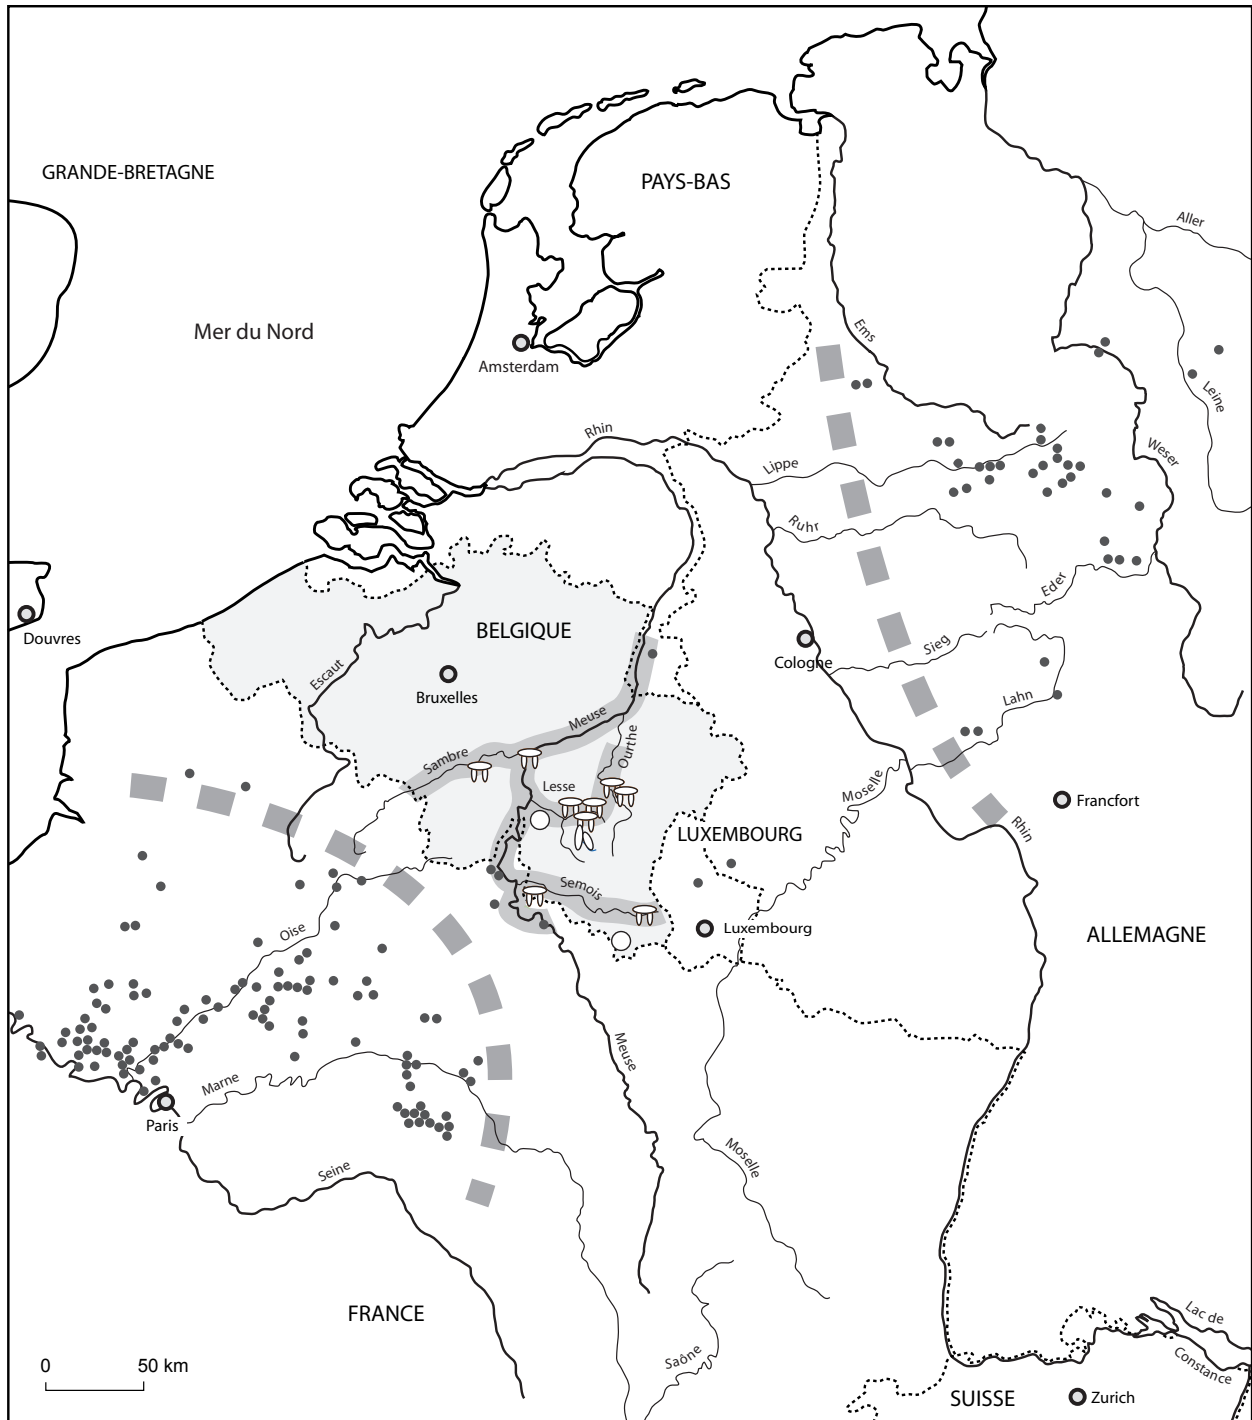 GRANDE-BRETAGNE
PAYS-BAS
Aller
Mer du Nord
Ems
Amsterdam
Leine
Rhin
Weser
Lippe
Ruhr
Eder
Douvres
BELGIQUE
Sieg
Cologne
Escaut
Bruxelles
Lahn
Meuse
Ourthe
Sambre
Lesse
Moselle
Francfort
Rhin
LUXEMBOURG
Semois
Oise
Luxembourg
ALLEMAGNE
Meuse
Marne
Paris
Moselle
Seine
FRANCE
Lac de
Constance
Saône
0 50 km
SUISSE
Zurich